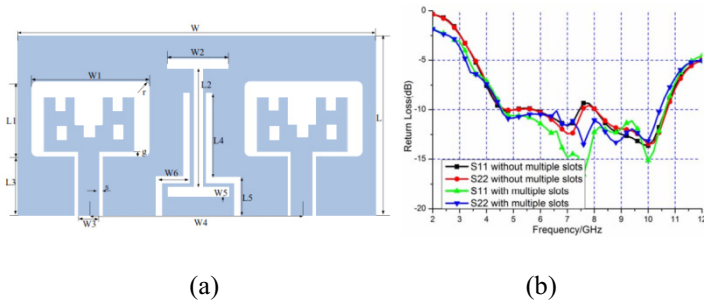 W
W1
r
W2
L2
L1
L4
L
g
L3
s
W6
W5
L5
W3
W4
(a)
0
-5
-10
-15
-20
Return Loss(dB)
S11 without multiple slots
S22 without multiple slots
S11 with multiple slots
S22 with multiple slots
2 3 4 5 6 7 8 9 10 11 12
Frequency/GHz
(b)